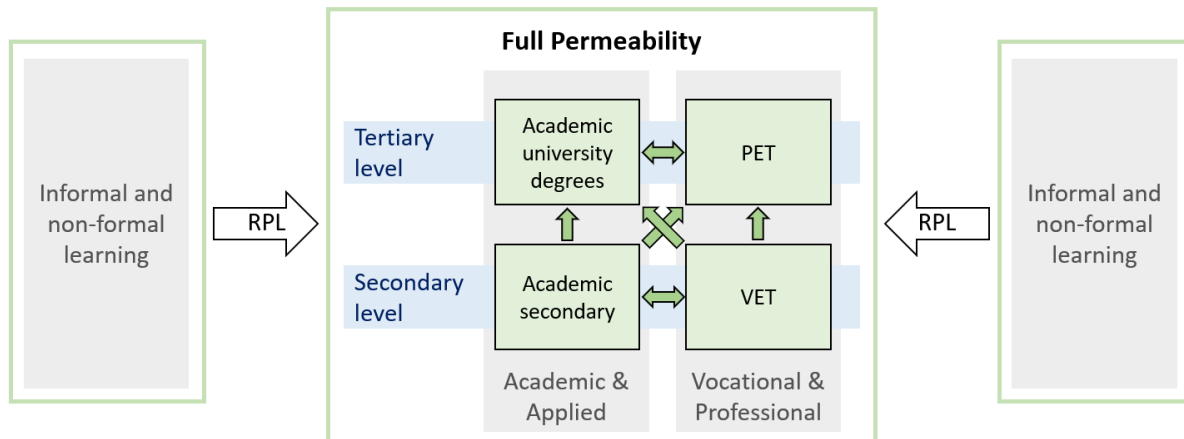 Full Permeability
Informal and
non-formal
learning
RPL
Tertiary
level
Academic
university
degrees
PET
Secondary
level
Academic
secondary
VET
Academic &
Applied
Vocational &
Professional
RPL
Informal and
non-formal
learning